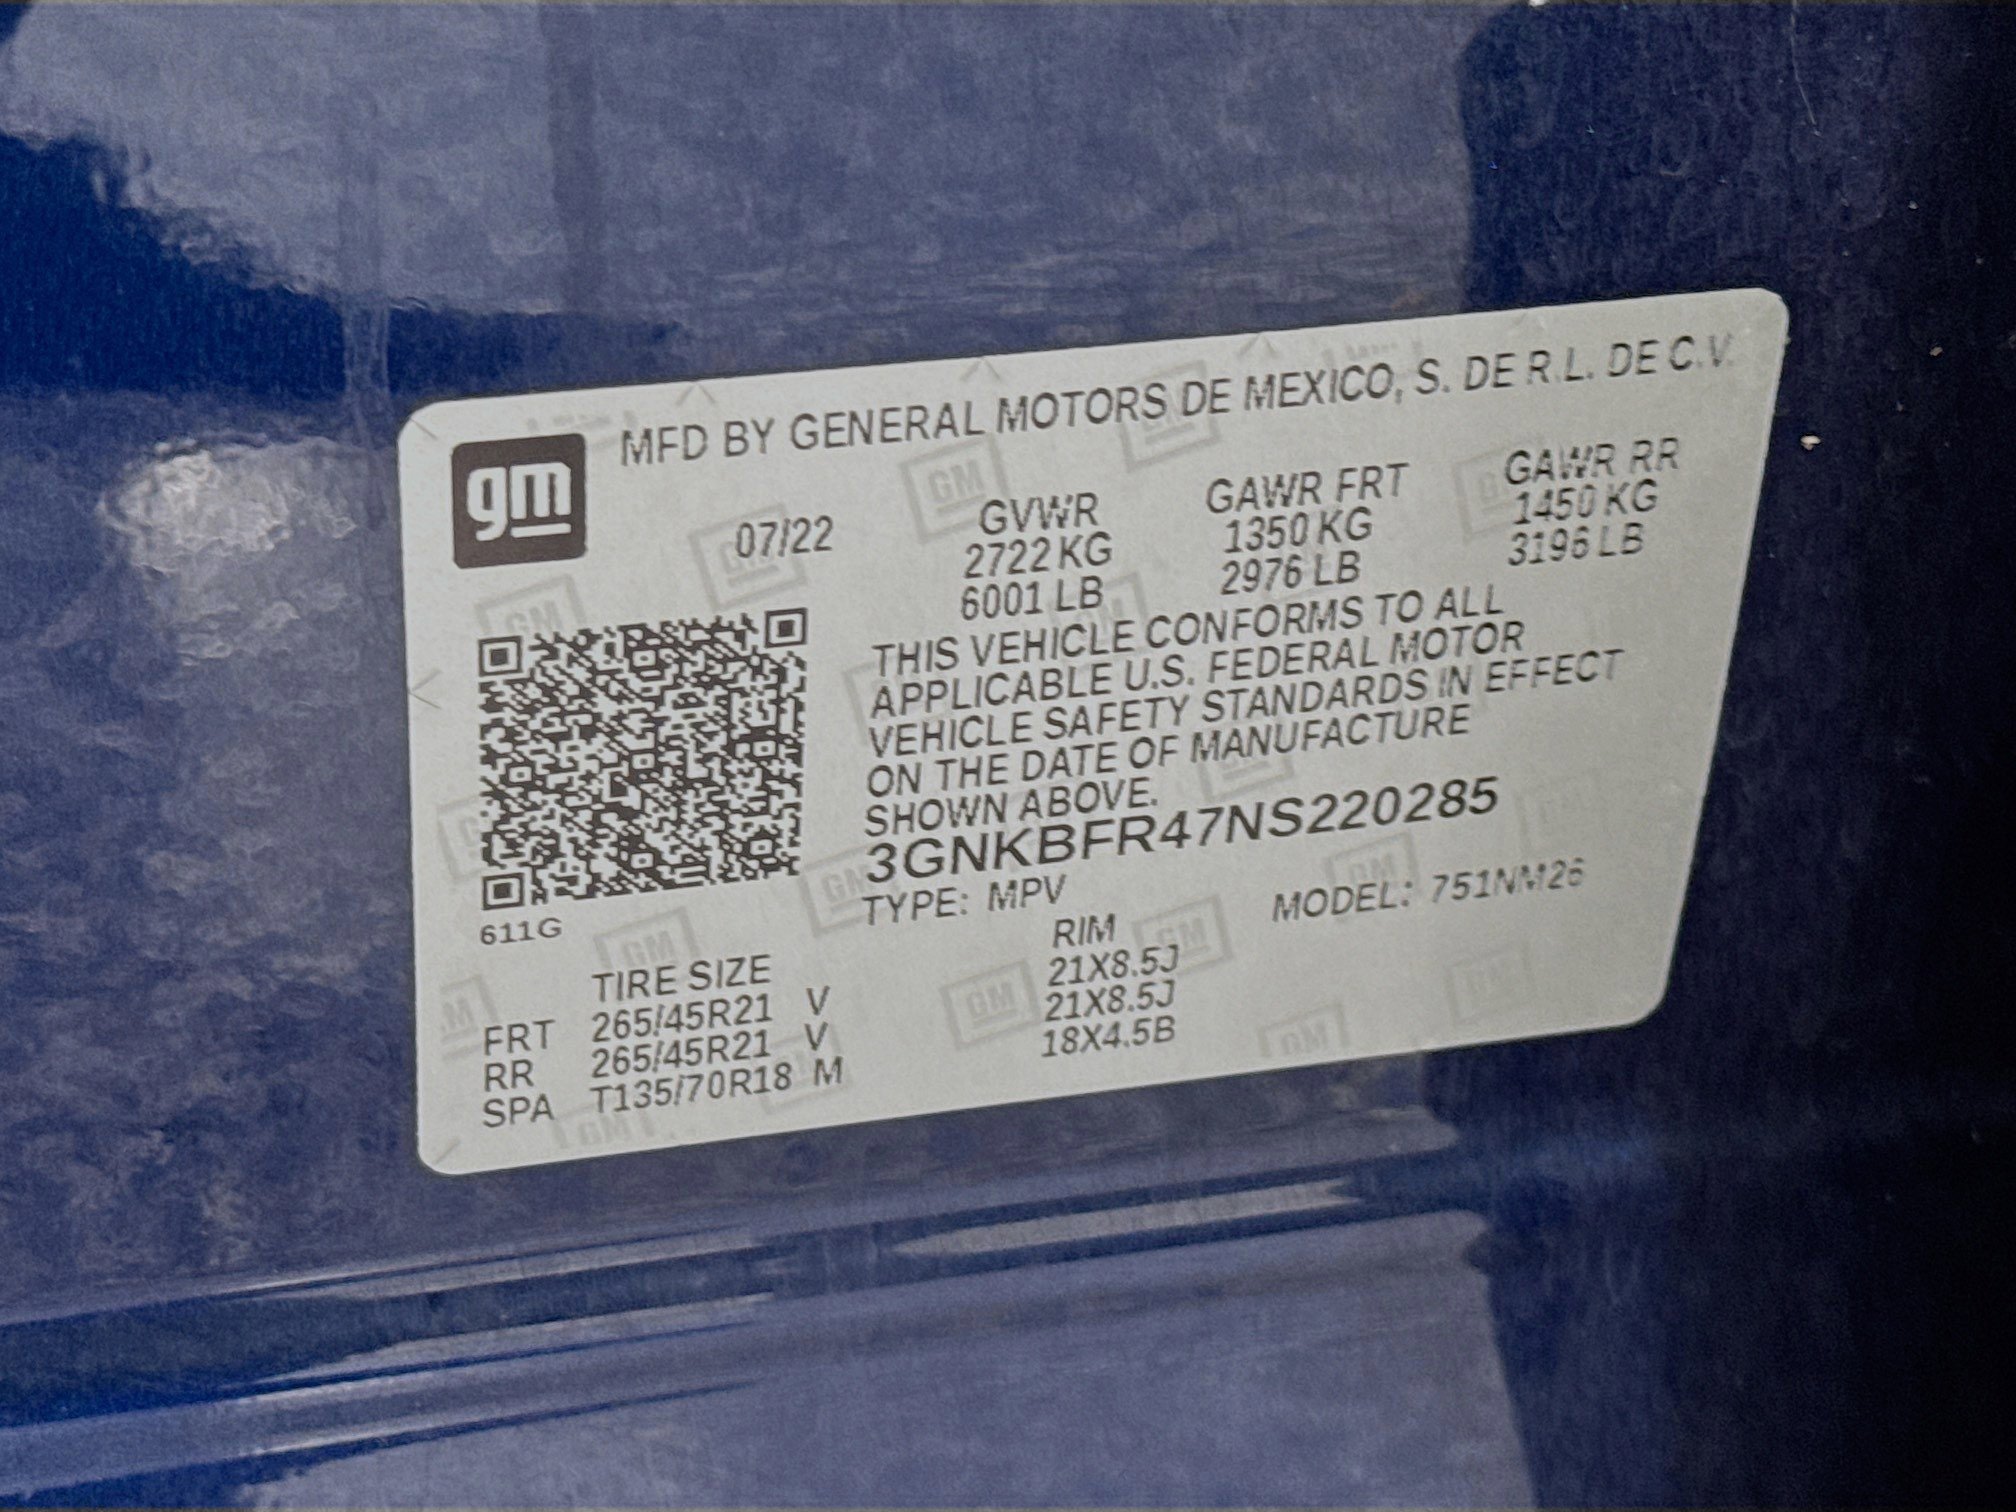 gm
MFD BY GENERAL MOTORS DE MEXICO, S. DE R.L. DE C.V.
07/22 GVWR GAWR FRT GAWR RR
2722 KG 1350 KG 1450 KG
6001 LB 2976 LB 3196 LB
THIS VEHICLE CONFORMS TO ALL
APPLICABLE U.S. FEDERAL MOTOR
VEHICLE SAFETY STANDARDS IN EFFECT
ON THE DATE OF MANUFACTURE
SHOWN ABOVE.
3GNKBFR47NS220285
TYPE: MPV MODEL: 751NM26
611G
TIRE SIZE RIM
FRT 265/45R21 V 21X8.5J
RR 265/45R21 V 21X8.5J
SPA T135/70R18 M 18X4.5B